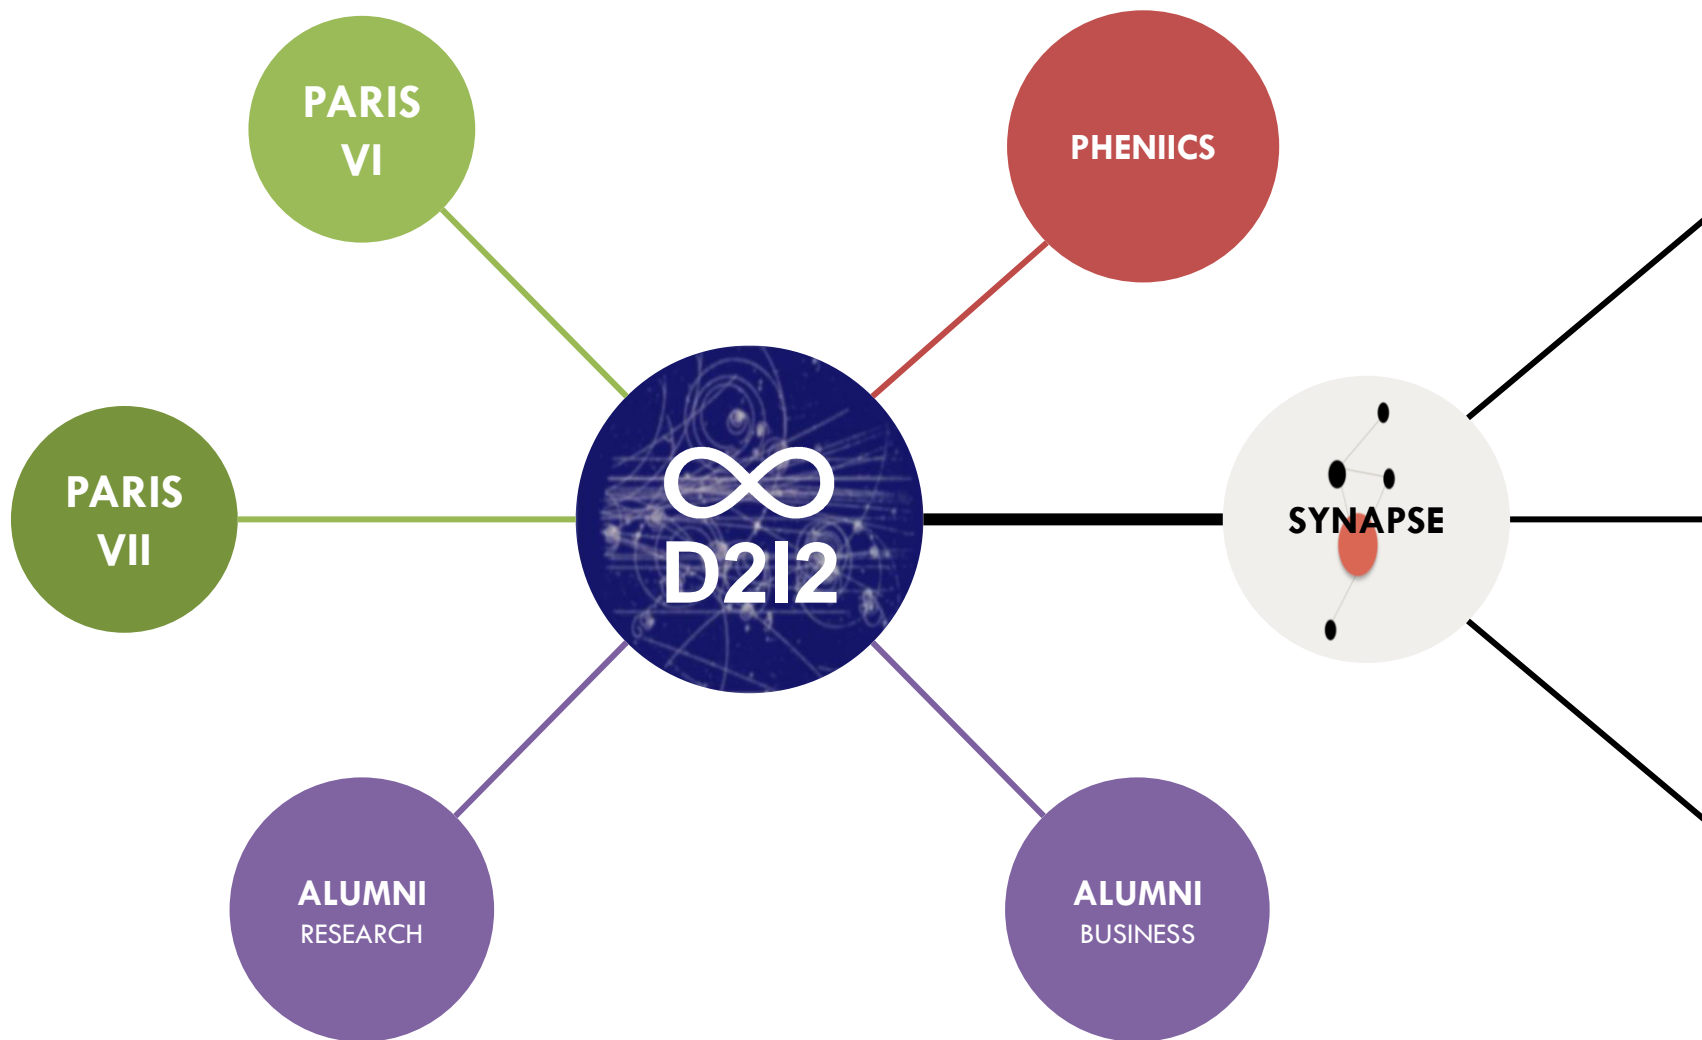 PARIS
VI
PHENIICS
PARIS
VII
∞
D2I2
SYNAPSE
ALUMNI
RESEARCH
ALUMNI
BUSINESS